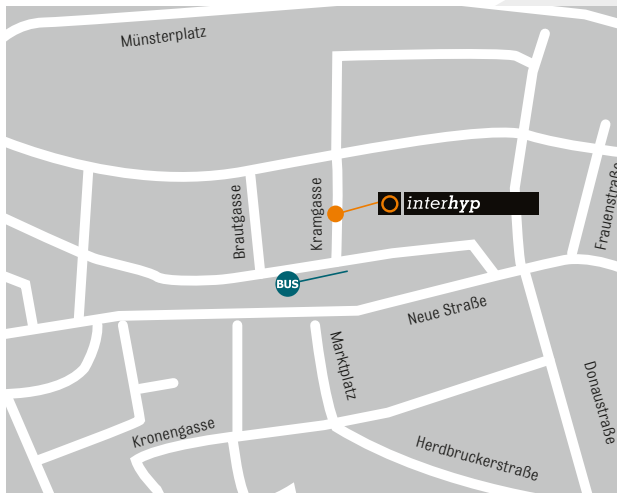 Münsterplatz
Brautgasse
Kramgasse
interhyp
Frauenstraße
BUS
Neue Straße
Marktplatz
Donaustraße
Kronengasse
Herdbruckerstraße